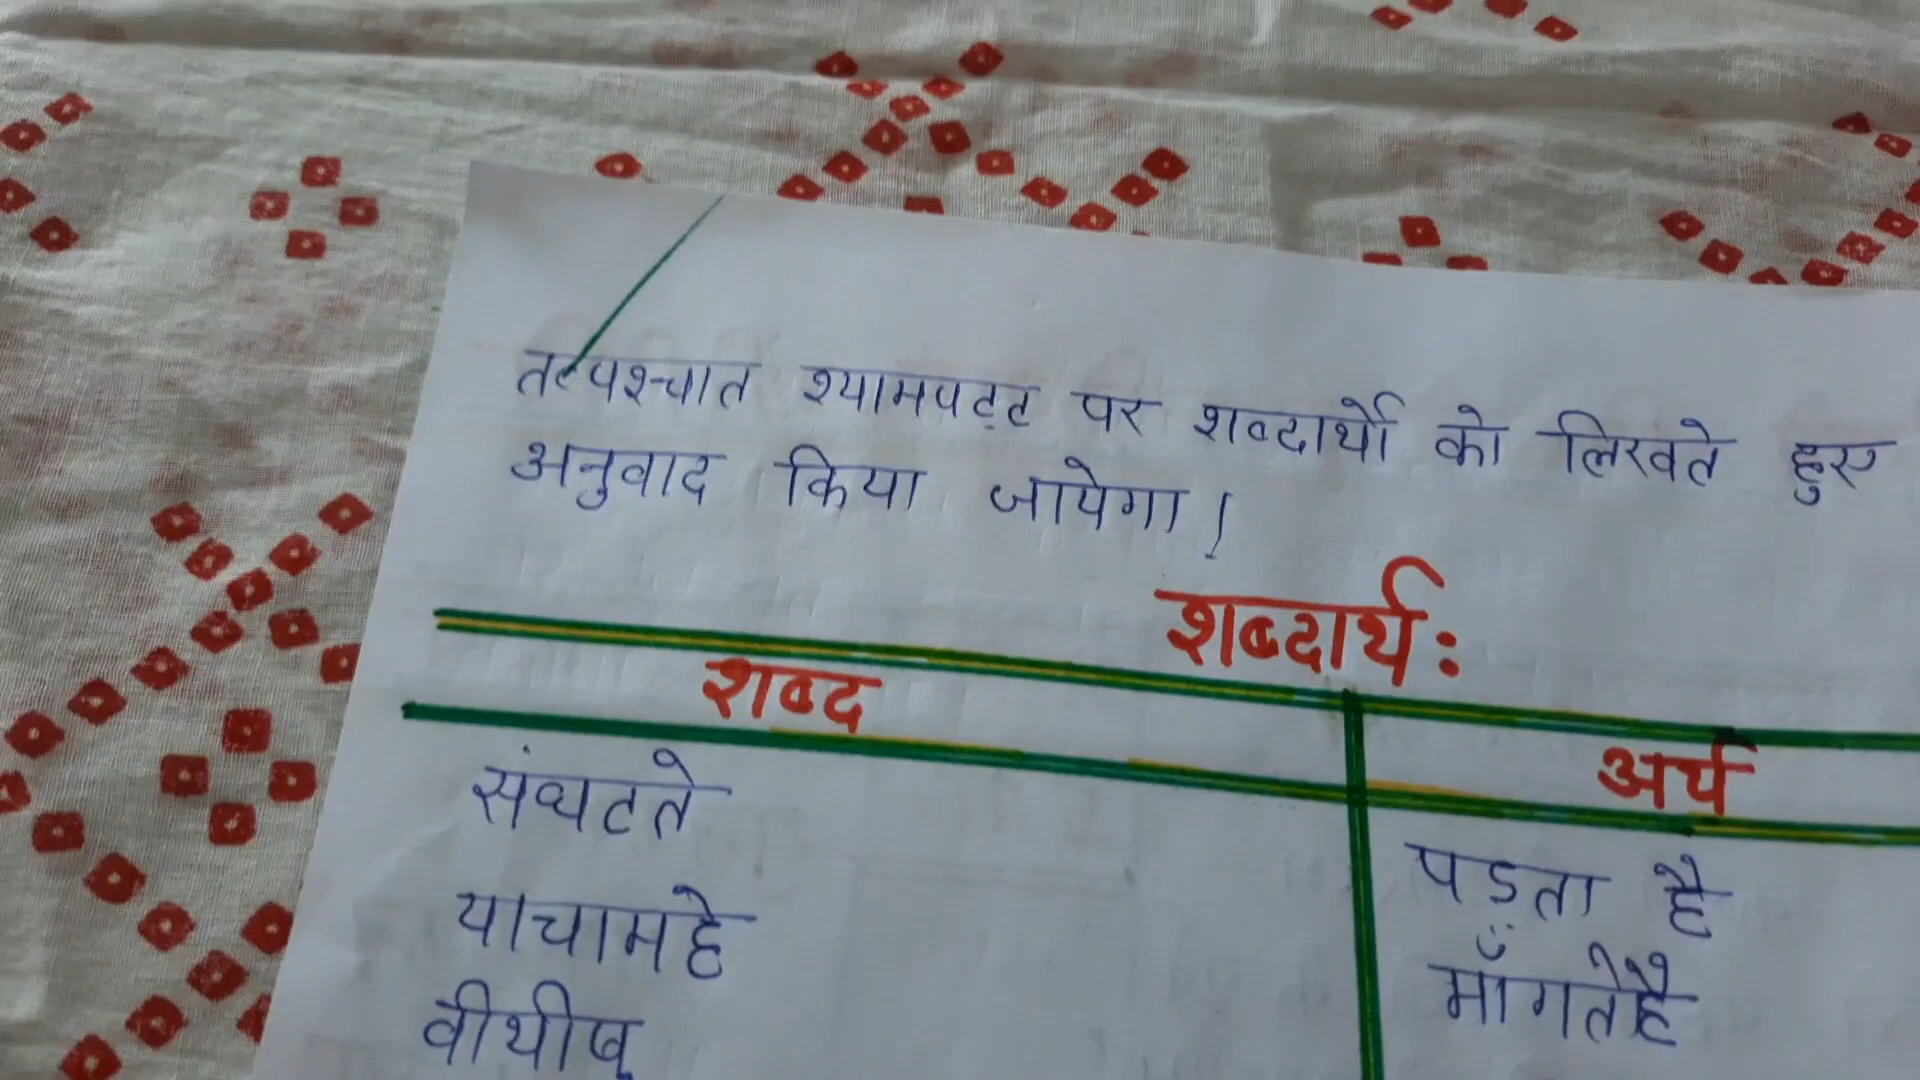 तत्पश्चात श्यामपट्ट पर शब्दार्थो को लिखते हुए
अनुवाद किया जायेगा।
शब्दार्थ:
शब्द अर्थ
संघटते पड़ता है
याचामहे माँगतेहै
वीथीषु